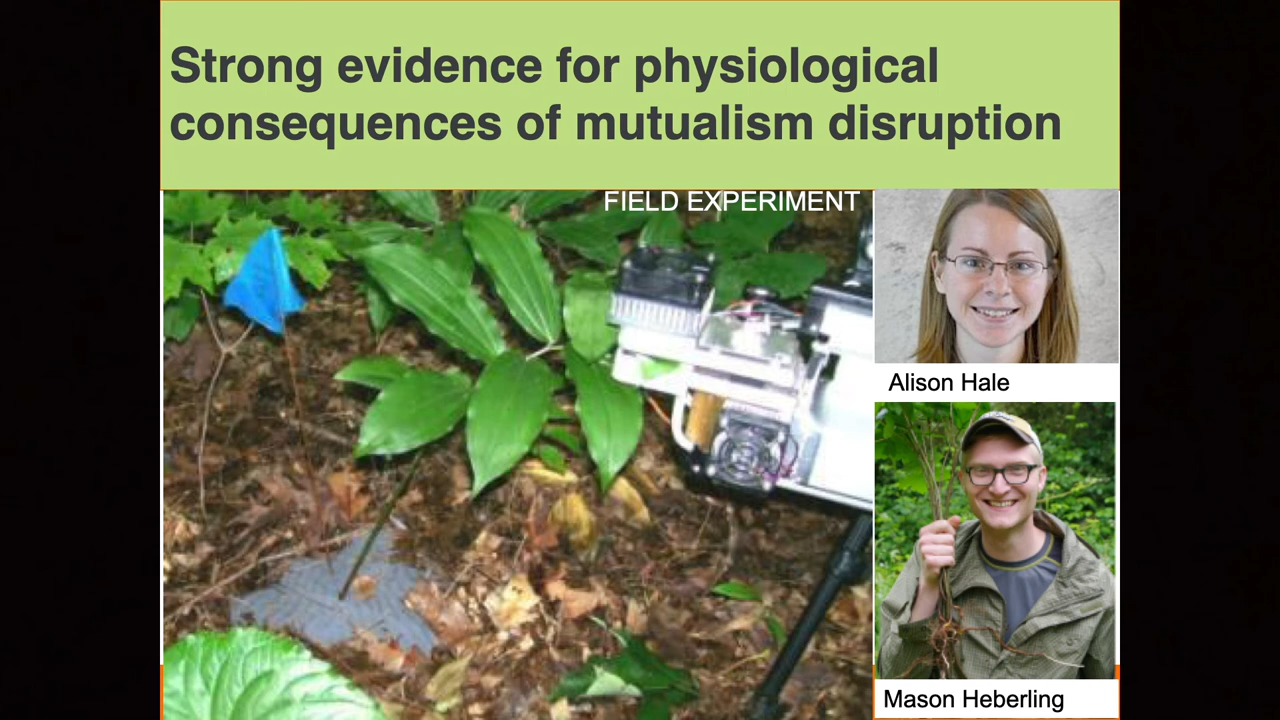 Strong evidence for physiological
consequences of mutualism disruption
FIELD EXPERIMENT
Alison Hale
Mason Heberling